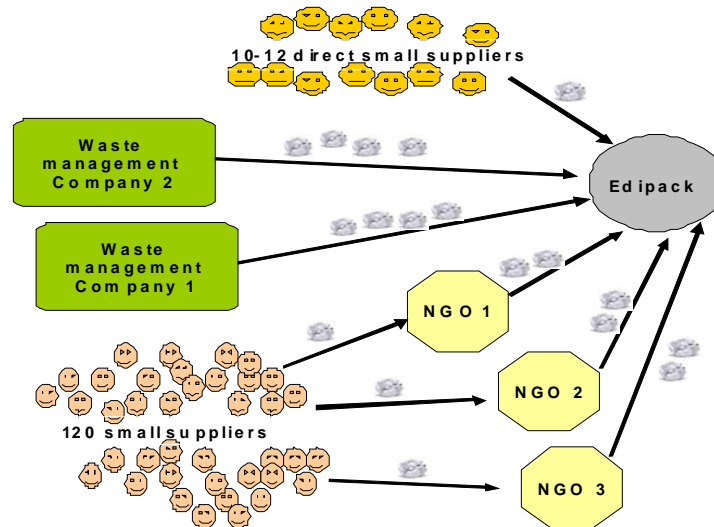 10-12 direct small suppliers
Waste
management
Company 2
Edipack
Waste
management
Company 1
NGO 1
NGO 2
120 small suppliers
NGO 3